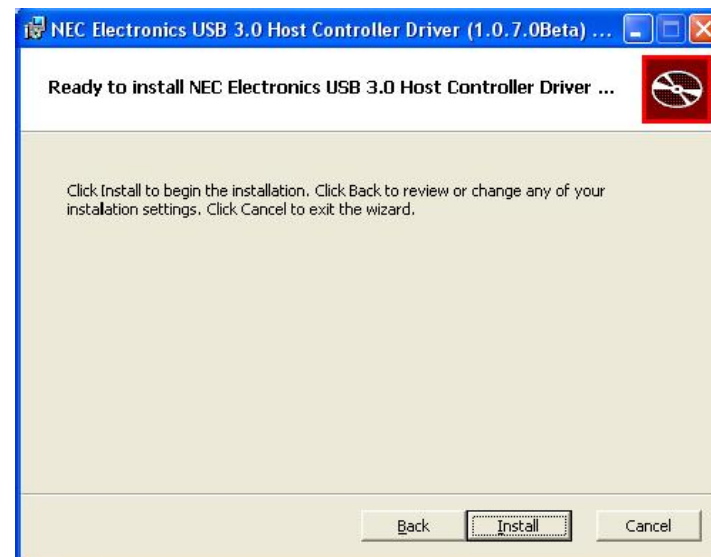 NEC Electronics USB 3.0 Host Controller Driver (1.0.7.0Beta) ...
Ready to install NEC Electronics USB 3.0 Host Controller Driver ...
Click Install to begin the installation. Click Back to review or change any of your
instalation settings. Click Cancel to exit the wizard.
Back Install Cancel